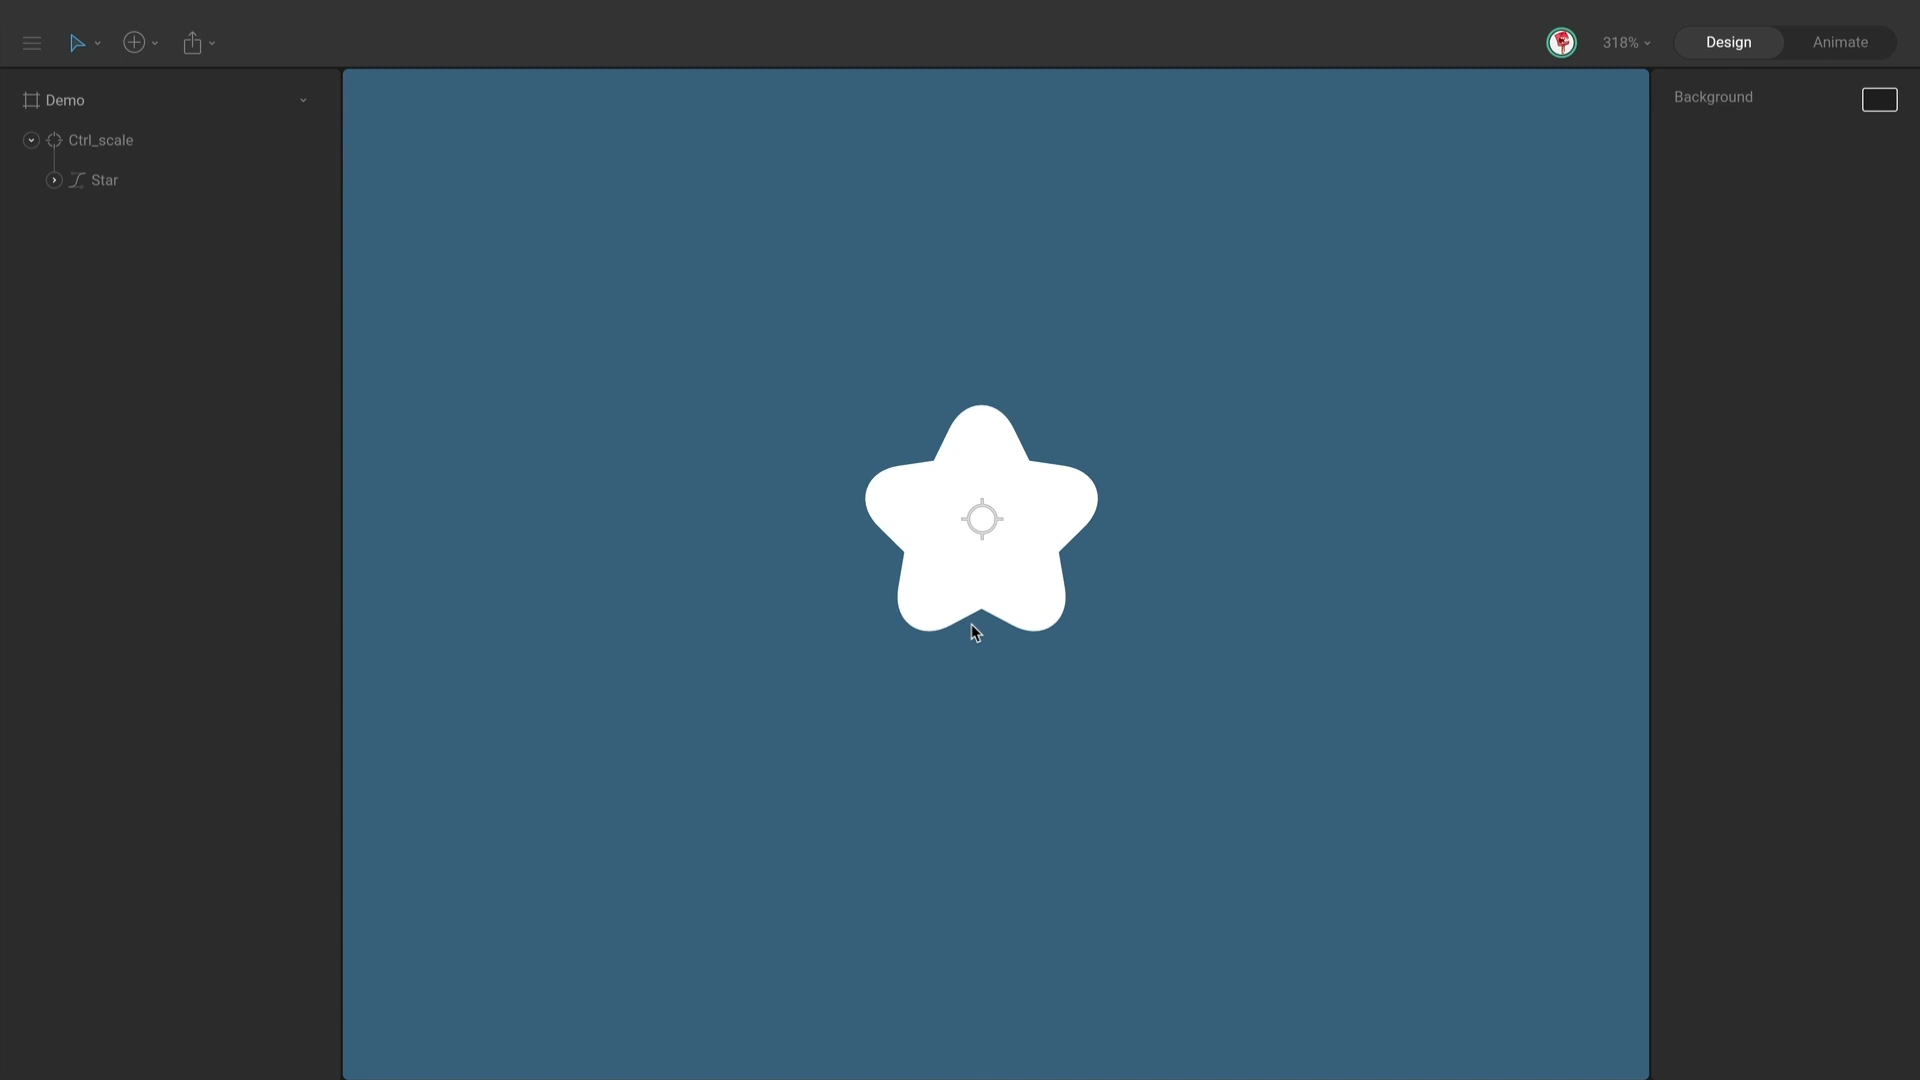 318%
Design
Animate
Demo
Background
Ctrl_scale
Star